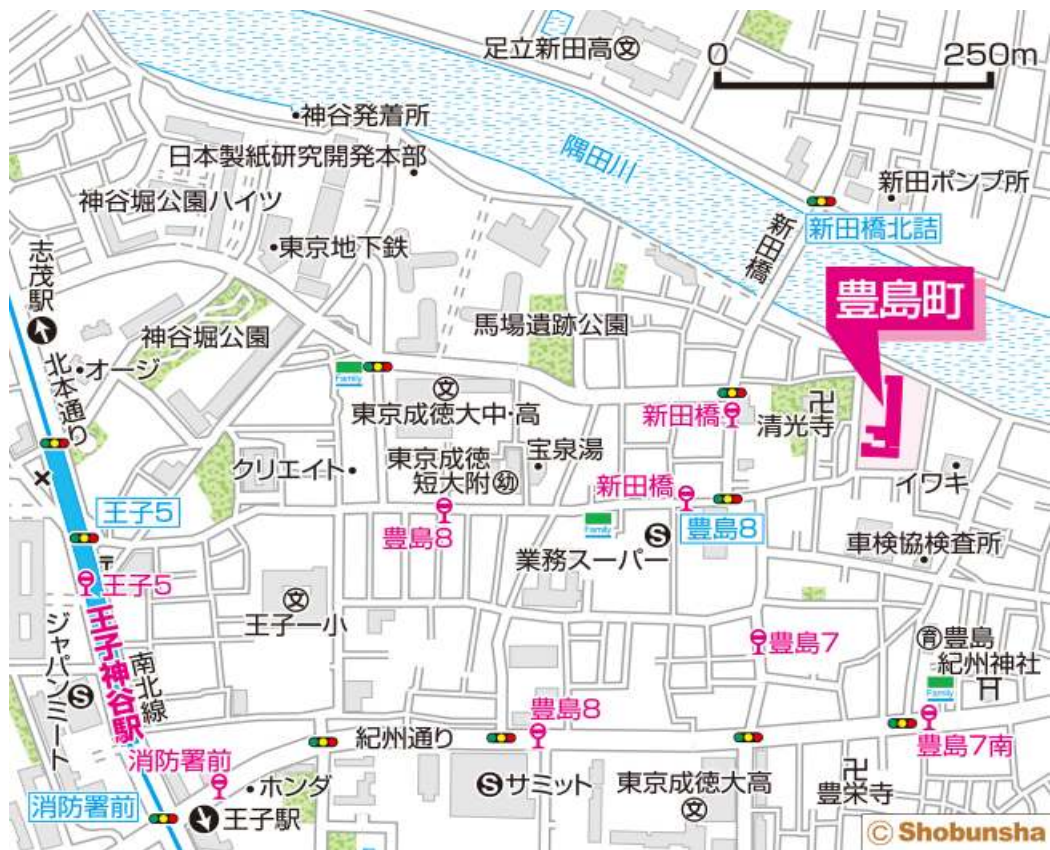 足立新田高
文
0 250m
神谷発着所
日本製紙研究開発本部
隅田川
新田ポンプ所
神谷堀公園ハイツ
新田橋北詰
新田橋
東京地下鉄
志茂駅
豊島町
馬場遺跡公園
神谷堀公園
北本通り
オージ
Family
文
東京成徳大中・高
新田橋
清光寺
東京成徳
短大附
幼
宝泉湯
クリエイト
新田橋
イワキ
王子5
豊島8
Family
S
豊島8
業務スーパー
車検協検査所
〒
王子5
文
王子一小
豊島7
育
豊島
紀州神社
ジャパンミート
S
王子神谷駅
南北線
Family
豊島8
紀州通り
豊島7南
消防署前
ホンダ
S
サミット
東京成徳大高
文
豊栄寺
消防署前
王子駅
© Shobunsha